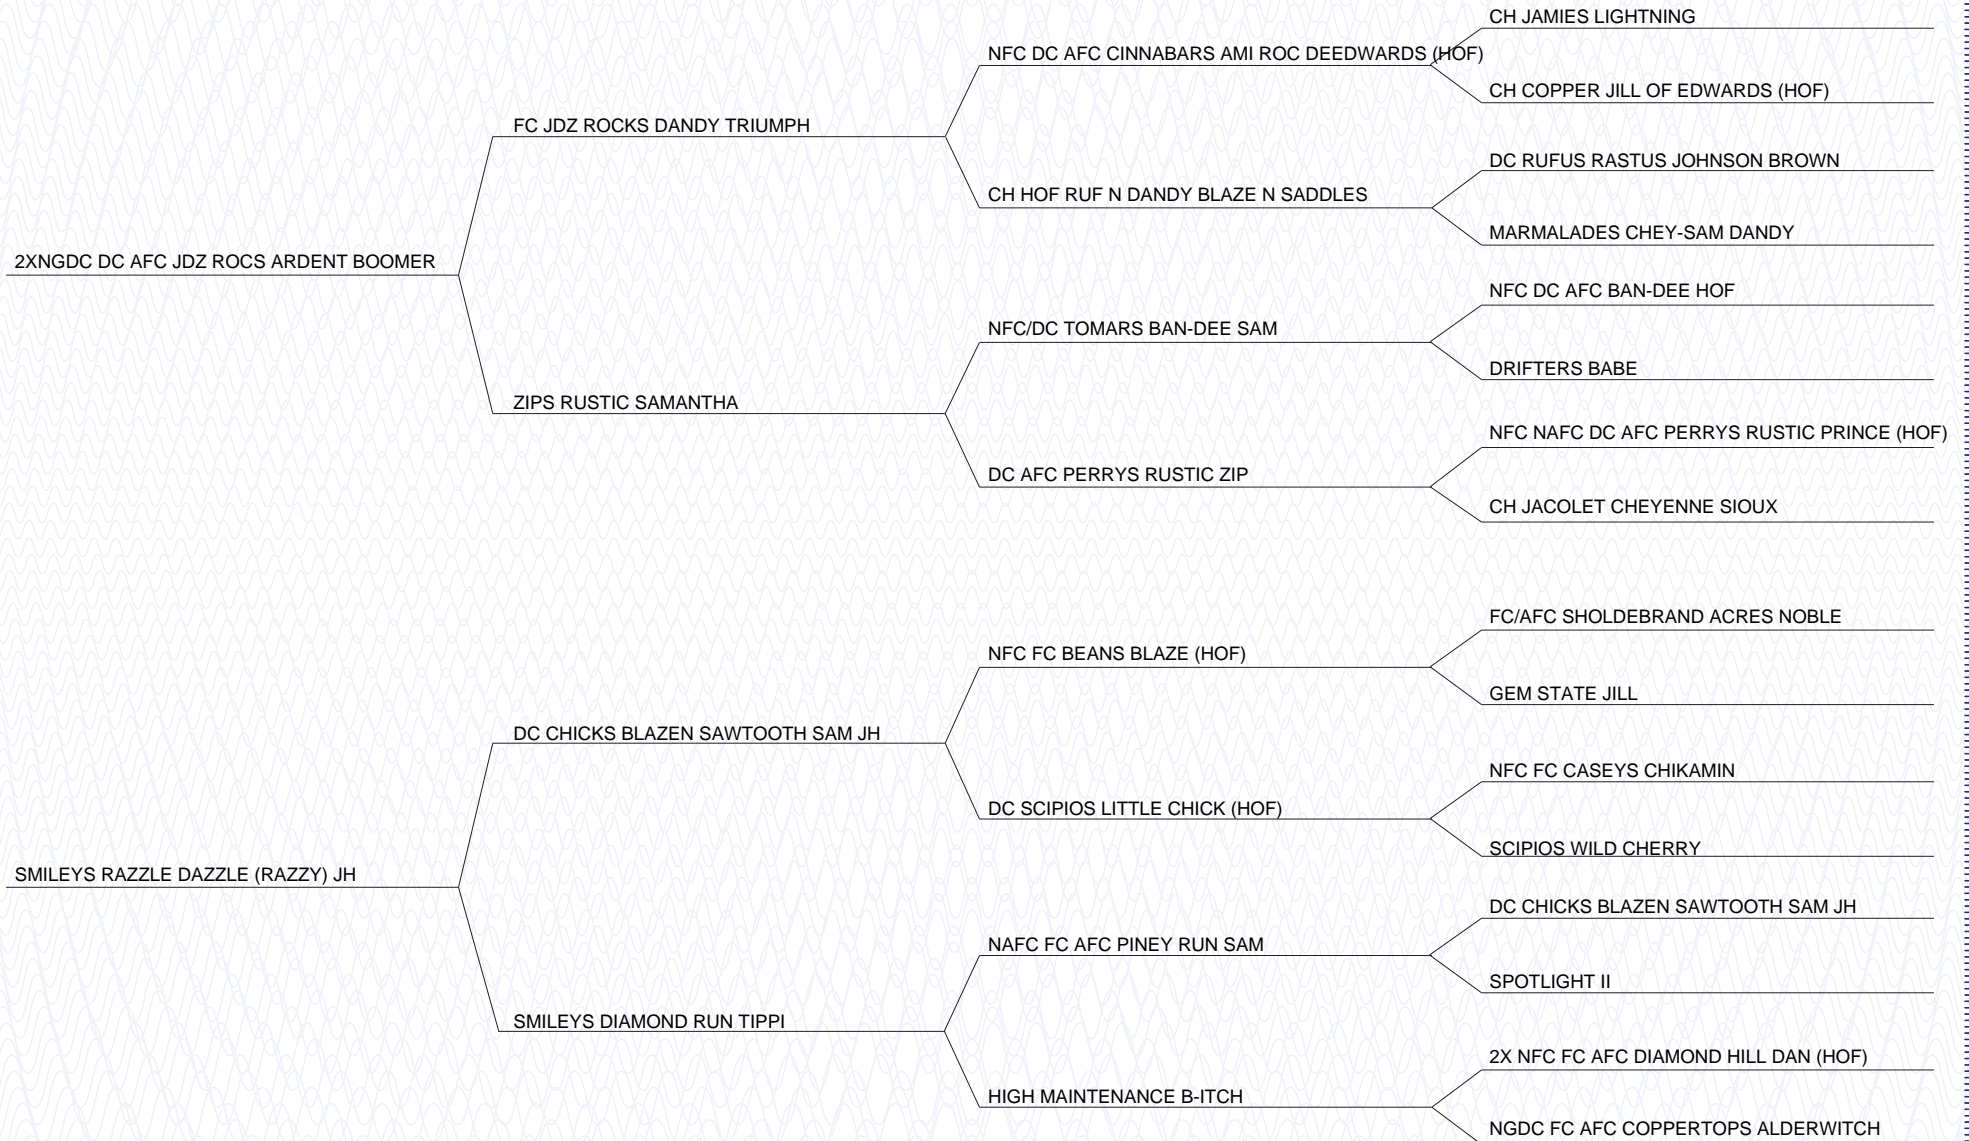 CH JAMIES LIGHTNING
NFC DC AFC CINNABARS AMI ROC DEEDWARDS (HOF)
CH COPPER JILL OF EDWARDS (HOF)
FC JDZ ROCKS DANDY TRIUMPH
DC RUFUS RASTUS JOHNSON BROWN
CH HOF RUF N DANDY BLAZE N SADDLES
MARMALADES CHEY-SAM DANDY
2XNGDC DC AFC JDZ ROCS ARDENT BOOMER
NFC DC AFC BAN-DEE HOF
NFC/DC TOMARS BAN-DEE SAM
DRIFTERS BABE
ZIPS RUSTIC SAMANTHA
NFC NAFC DC AFC PERRYS RUSTIC PRINCE (HOF)
DC AFC PERRYS RUSTIC ZIP
CH JACOLET CHEYENNE SIOUX
FC/AFC SHOLDEBRAND ACRES NOBLE
NFC FC BEANS BLAZE (HOF)
GEM STATE JILL
DC CHICKS BLAZEN SAWTOOTH SAM JH
NFC FC CASEYS CHIKAMIN
DC SCIPIOS LITTLE CHICK (HOF)
SCIPIOS WILD CHERRY
SMILEYS RAZZLE DAZZLE (RAZZY) JH
DC CHICKS BLAZEN SAWTOOTH SAM JH
NAFC FC AFC PINEY RUN SAM
SPOTLIGHT II
SMILEYS DIAMOND RUN TIPPI
2X NFC FC AFC DIAMOND HILL DAN (HOF)
HIGH MAINTENANCE B-ITCH
NGDC FC AFC COPPERTOPS ALDERWITCH